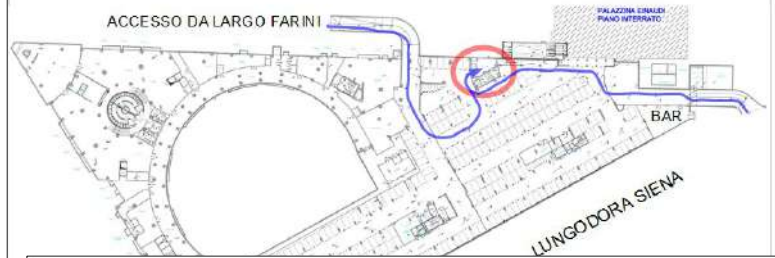 PALAZZINA EINAUDI
PIANO INTERRATO
ACCESSO DA LARGO FARINI
BAR
LUNGODORA SIENA